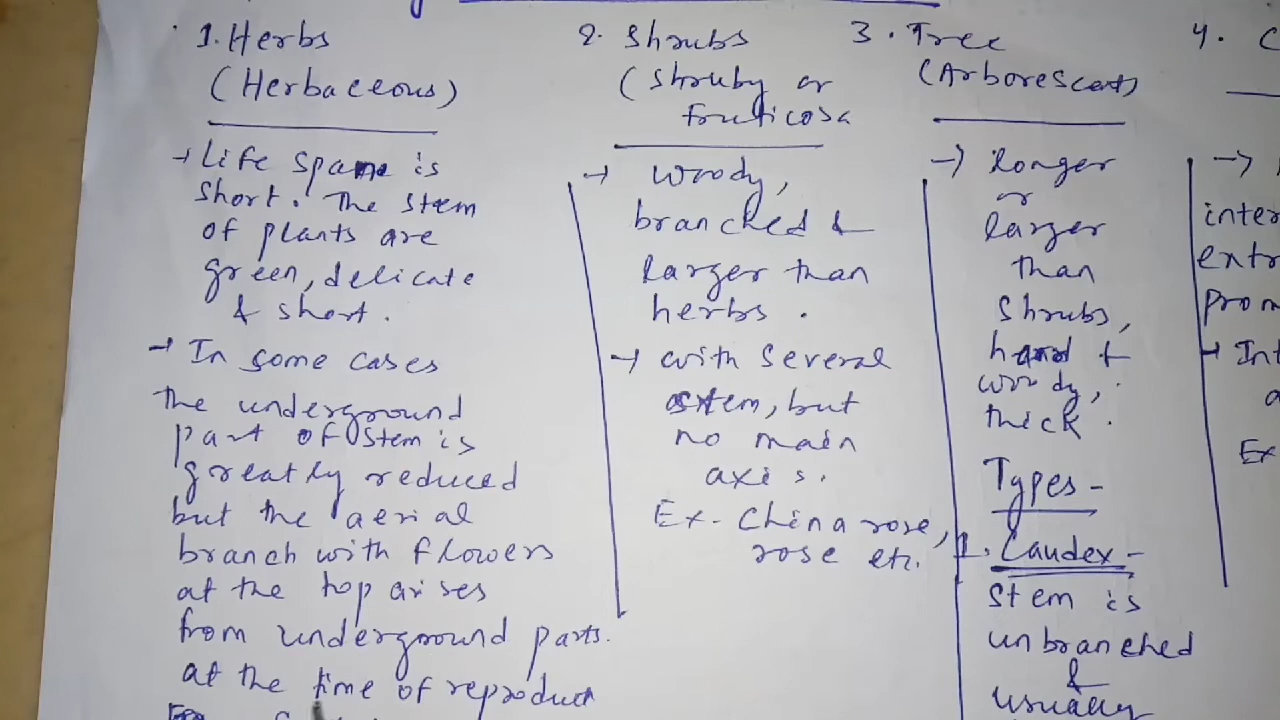 1. Herbs
(Herbaceous)
→ Life span is
short. The stem
of plants are
green, delicate
& short.
→ In some cases
the underground
part of stem is
greatly reduced
but the aerial
branch with flowers
at the top arises
from underground parts.
at the time of reproduct
2. Shrubs
(Shruby or
fruticosa
→ woody,
branched &
larger than
herbs.
→ with several
stem, but
no main
axis.
Ex- China rose,
rose etc.
3. Tree
(Arborescent)
→ longer
or
larger
than
shrubs,
hard &
woody,
thick.
Types-
1. Caudex-
Stem is
unbranched
&
usually
4. C
→
inter
extr
prom
→ Int
a
Ex